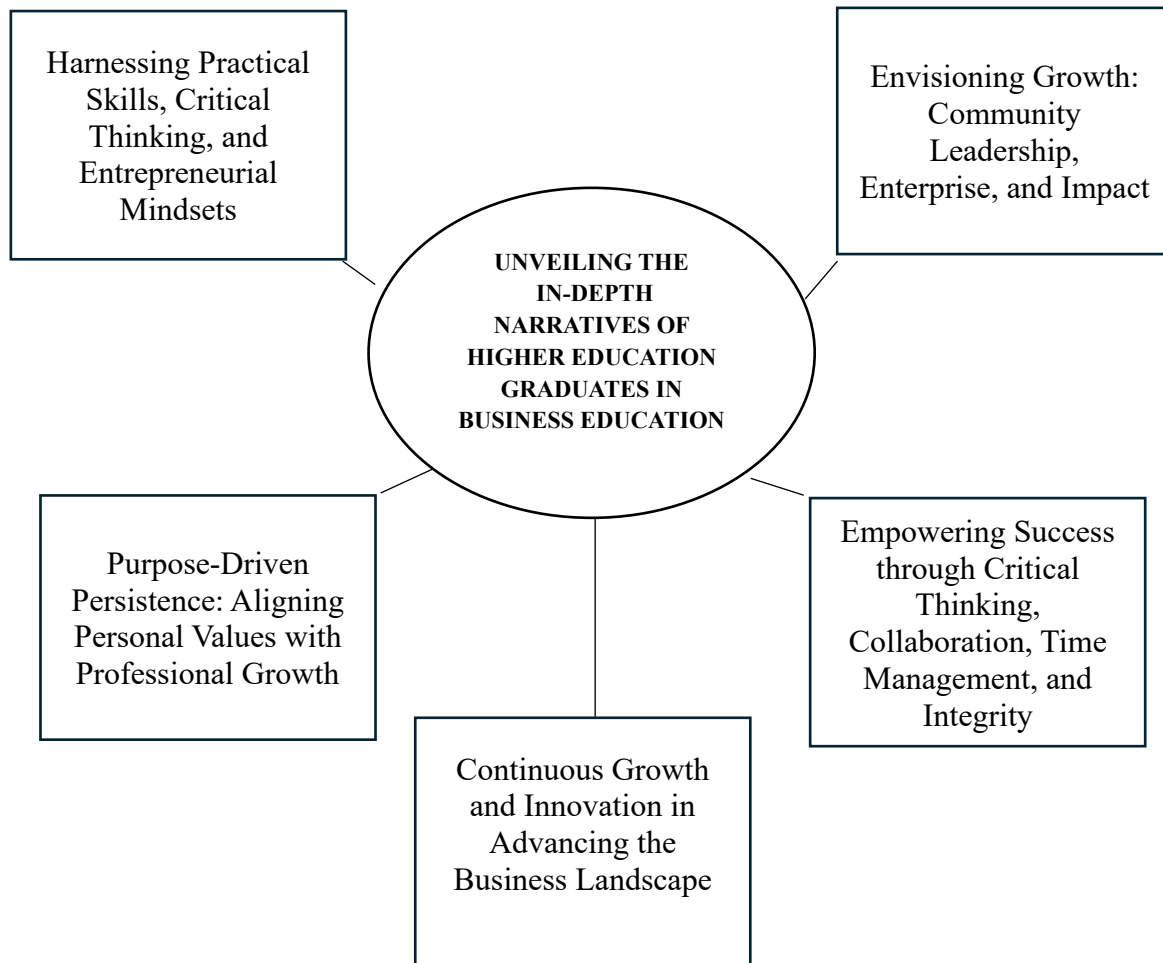 Harnessing Practical
Skills, Critical
Thinking, and
Entrepreneurial
Mindsets
Envisioning Growth:
Community
Leadership,
Enterprise, and Impact
UNVEILING THE
IN-DEPTH
NARRATIVES OF
HIGHER EDUCATION
GRADUATES IN
BUSINESS EDUCATION
Purpose-Driven
Persistence: Aligning
Personal Values with
Professional Growth
Empowering Success
through Critical
Thinking,
Collaboration, Time
Management, and
Integrity
Continuous Growth
and Innovation in
Advancing the
Business Landscape